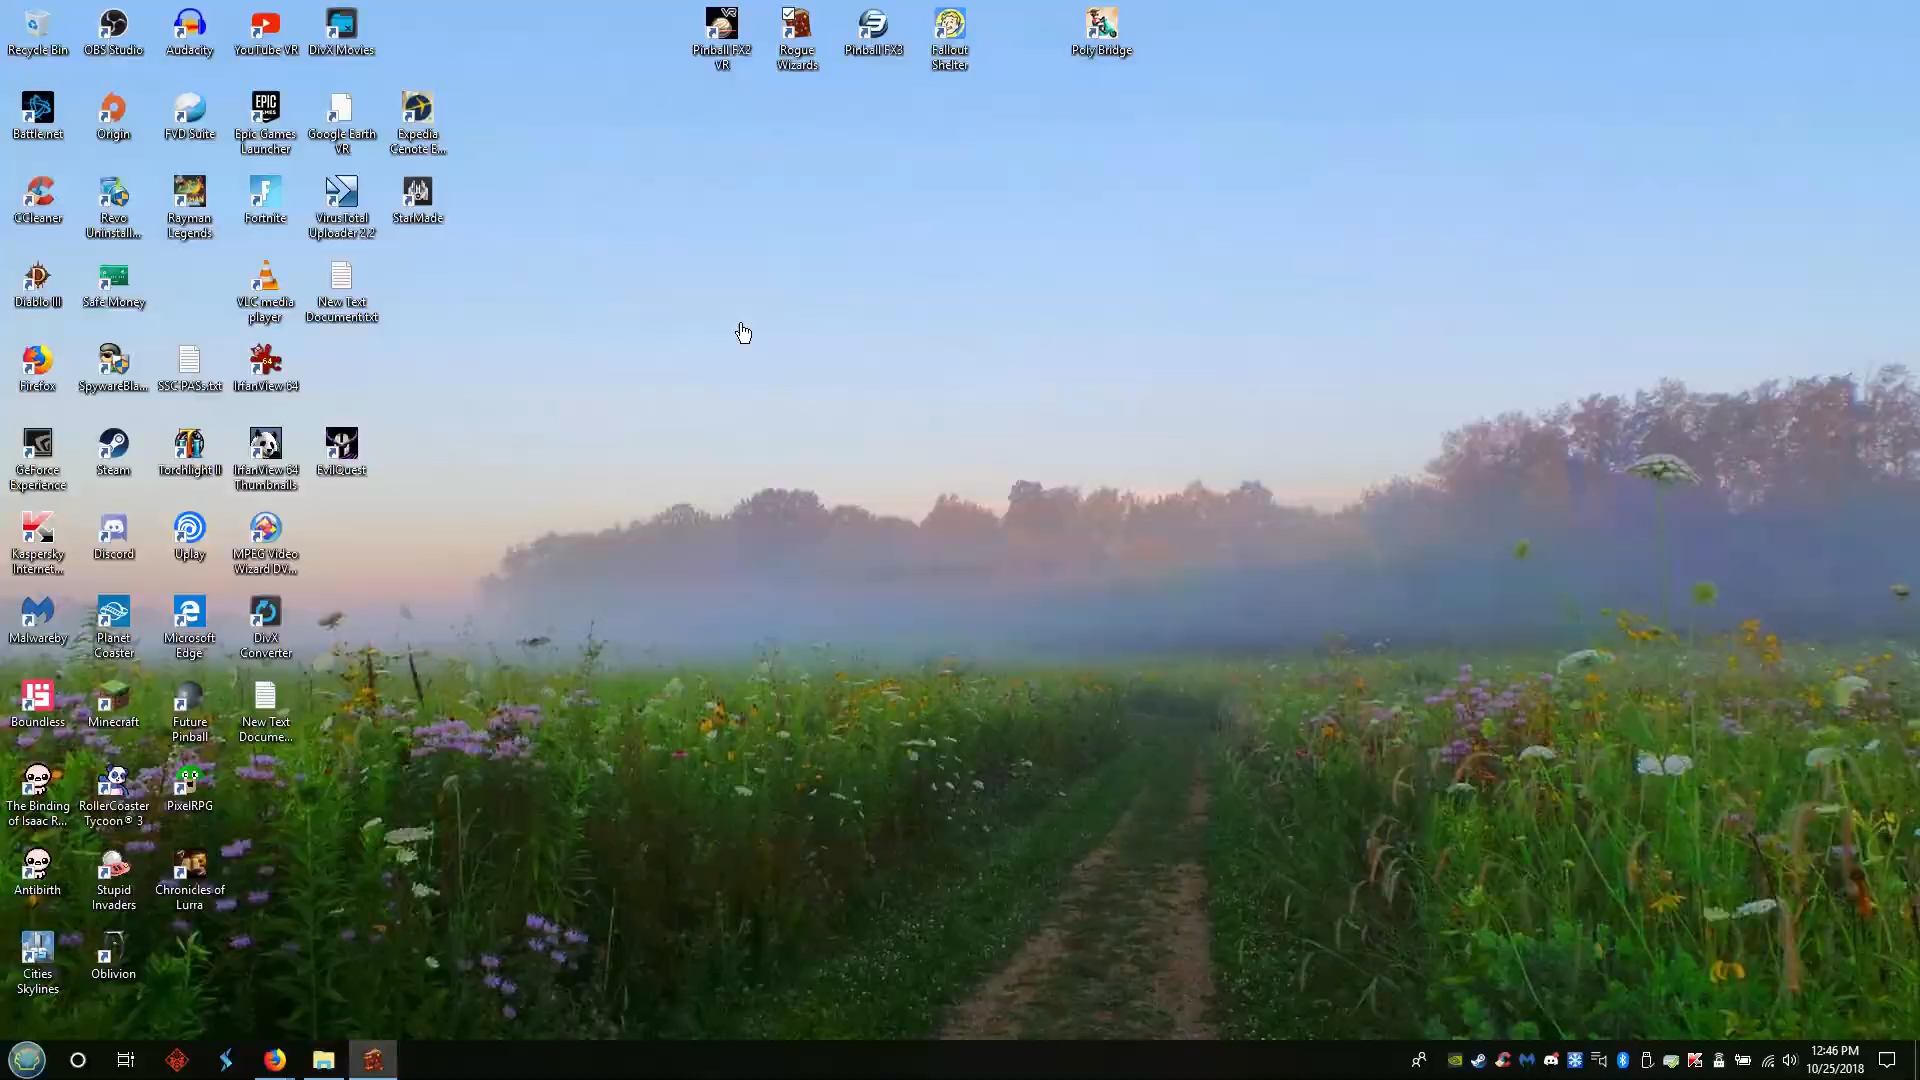 Recycle Bin
OBS Studio
Audacity
YouTube VR
DivX Movies
VR
Pinball FX2
VR
Rogue
Wizards
Pinball FX3
Fallout
Shelter
Poly Bridge
Battle.net
Origin
FVD Suite
EPIC
GAMES
Epic Games
Launcher
Google Earth
VR
Expedia
Cenote E...
CCleaner
Revo
Uninstall...
Rayman
Legends
F
Fortnite
VirusTotal
Uploader 2.2
StarMade
Diablo III
Safe Money
VLC media
player
New Text
Document.txt
Firefox
SpywareBla...
SSC PASs.txt
64
IrfanView 64
GeForce
Experience
Steam
Torchlight II
IrfanView 64
Thumbnails
EvilQuest
Kaspersky
Internet...
Discord
Uplay
MPEG Video
Wizard DV...
Malwareby
Planet
Coaster
Microsoft
Edge
DivX
Converter
Boundless
Minecraft
Future
Pinball
New Text
Docume...
The Binding
of Isaac R...
RollerCoaster
Tycoon® 3
PixelRPG
Antibirth
Stupid
Invaders
Chronicles of
Lurra
Cities
Skylines
Oblivion
12:46 PM
10/25/2018